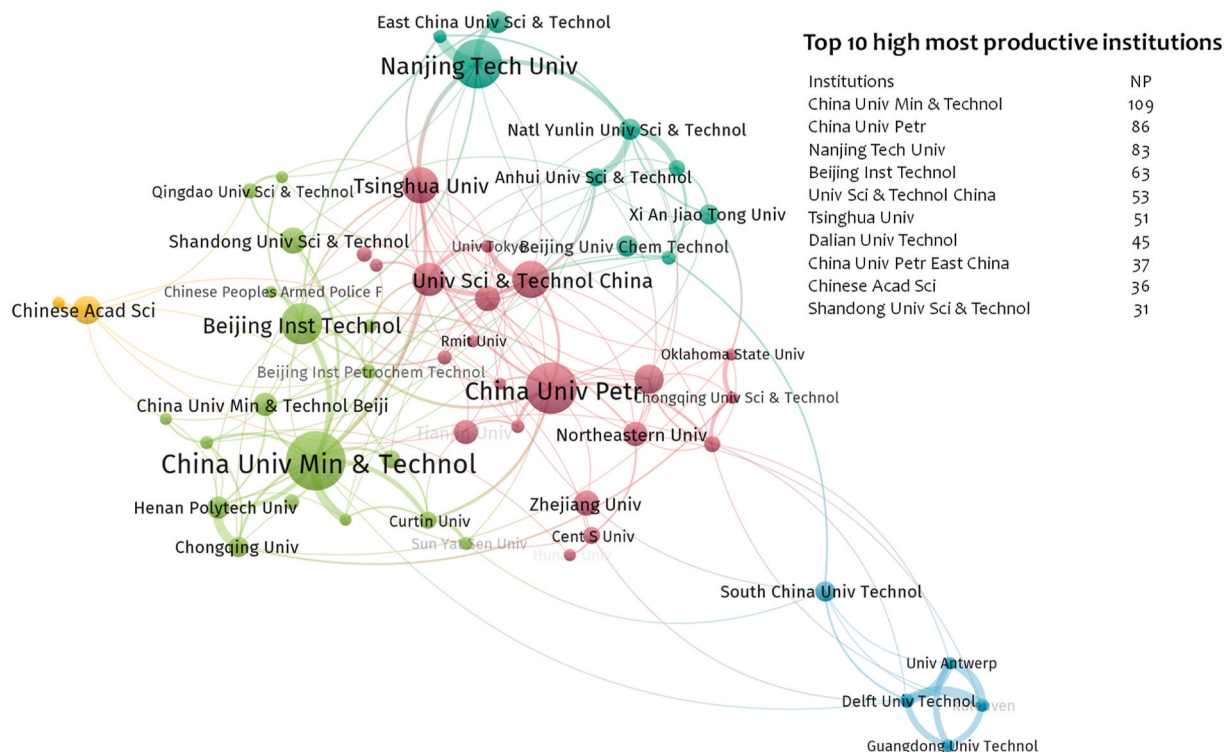 East China Univ Sci & Technol
Nanjing Tech Univ
Top 10 high most productive institutions
Institutions NP
China Univ Min & Technol 109
China Univ Petr 86
Nanjing Tech Univ 83
Beijing Inst Technol 63
Univ Sci & Technol China 53
Tsinghua Univ 51
Dalian Univ Technol 45
China Univ Petr East China 37
Chinese Acad Sci 36
Shandong Univ Sci & Technol 31
Natl Yunlin Univ Sci & Technol
Anhui Univ Sci & Technol
Tsinghua Univ
Qingdao Univ Sci & Technol
Xi An Jiao Tong Univ
Shandong Univ Sci & Technol
Univ Tokyo
Beijing Univ Chem Technol
Univ Sci & Technol China
Chinese Peoples Armed Police F
Chinese Acad Sci
Beijing Inst Technol
Rmit Univ
Oklahoma State Univ
Beijing Inst Petrochem Technol
China Univ Petr
Chongqing Univ Sci & Technol
China Univ Min & Technol Beiji
Tianjin Univ
Northeastern Univ
China Univ Min & Technol
Henan Polytech Univ
Zhejiang Univ
Curtin Univ
Chongqing Univ
Sun Yat Sen Univ
Cent S Univ
Univ
South China Univ Technol
Univ Antwerp
Delft Univ Technol
Guangdong Univ Technol